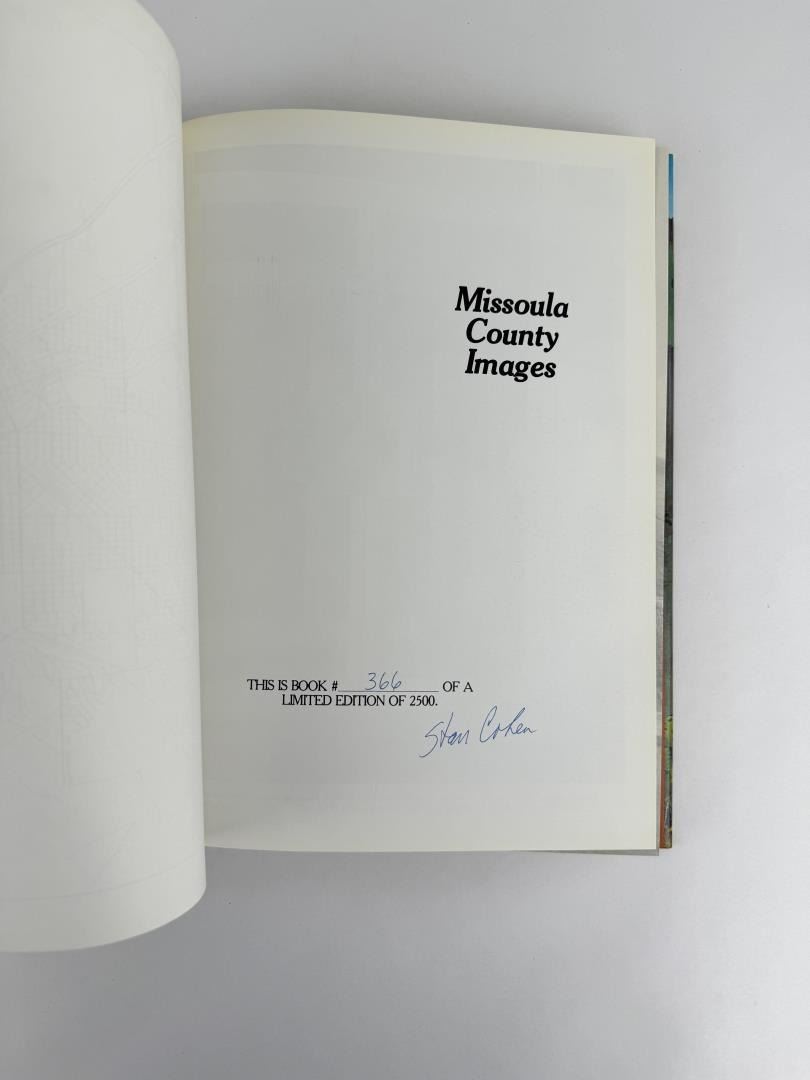 Missoula
County
Images
THIS IS BOOK # 366 OF A
LIMITED EDITION OF 2500.
Stan Cohen